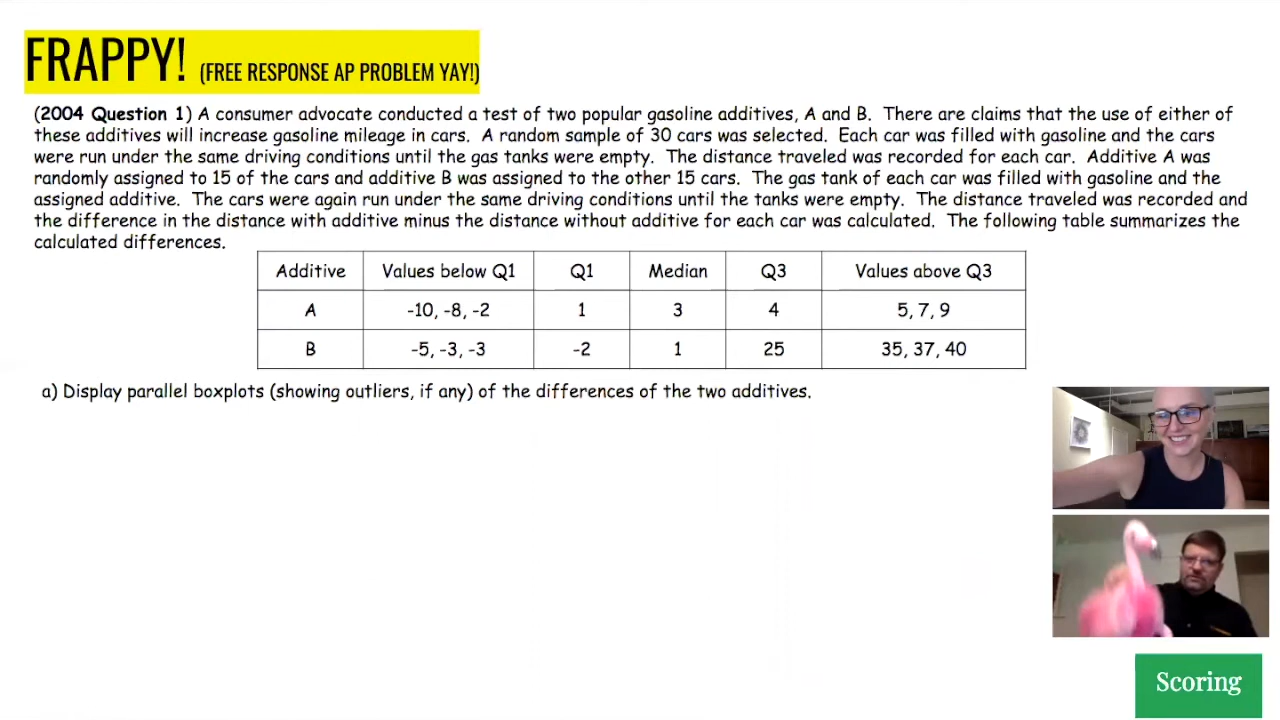 FRAPPY! (FREE RESPONSE AP PROBLEM YAY!)
(2004 Question 1) A consumer advocate conducted a test of two popular gasoline additives, A and B. There are claims that the use of either of
these additives will increase gasoline mileage in cars. A random sample of 30 cars was selected. Each car was filled with gasoline and the cars
were run under the same driving conditions until the gas tanks were empty. The distance traveled was recorded for each car. Additive A was
randomly assigned to 15 of the cars and additive B was assigned to the other 15 cars. The gas tank of each car was filled with gasoline and the
assigned additive. The cars were again run under the same driving conditions until the tanks were empty. The distance traveled was recorded and
the difference in the distance with additive minus the distance without additive for each car was calculated. The following table summarizes the
calculated differences.
Additive Values below Q1 Q1 Median Q3 Values above Q3
A -10, -8, -2 1 3 4 5, 7, 9
B -5, -3, -3 -2 1 25 35, 37, 40
a) Display parallel boxplots (showing outliers, if any) of the differences of the two additives.
Scoring